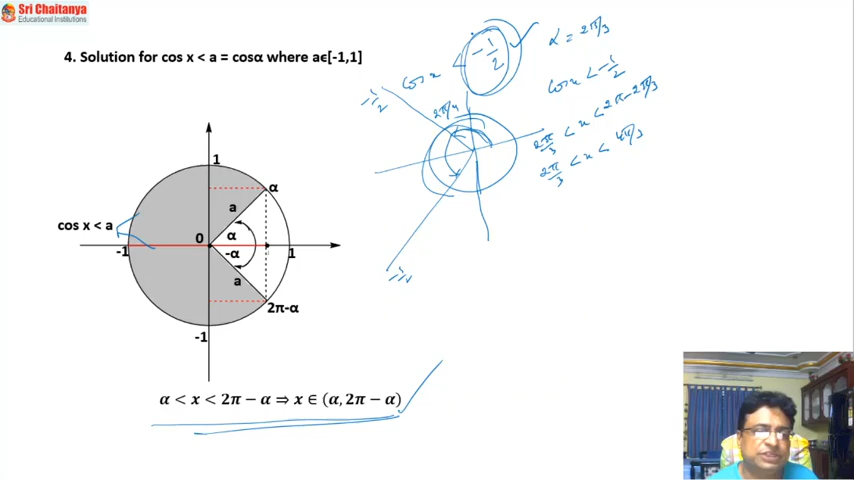 Sri Chaitanya
Educational Institutions
4. Solution for cos x < a = cosα where aϵ[-1,1]
1
α
a
cos x < a
0
α
-α
-1
1
a
2π-α
-1
α < x < 2π − α ⇒ x ∈ (α, 2π − α)
cos x < -1/2
α = 2π/3
cos x < -1/2
2π/3 < x < 2π - 2π/3
2π/3 < x < 4π/3
-1/2